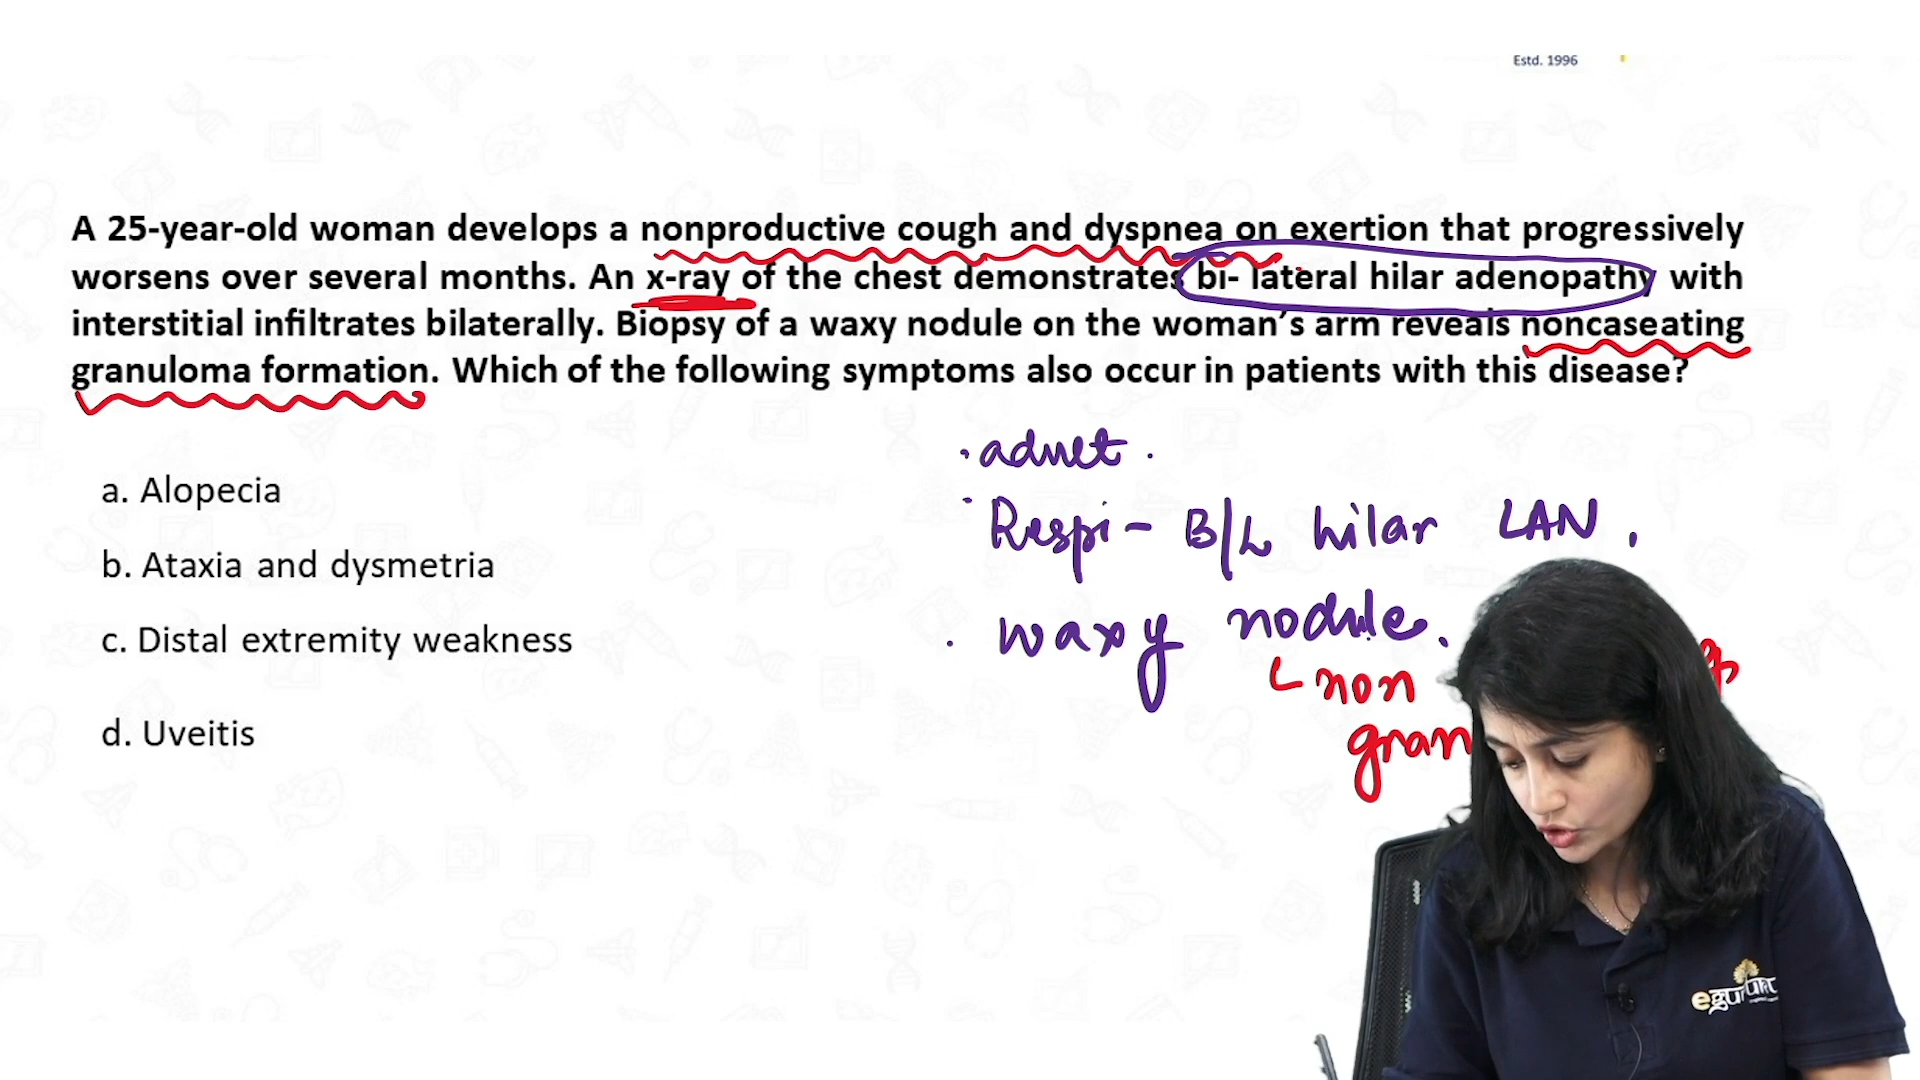 Estd. 1996
A 25-year-old woman develops a nonproductive cough and dyspnea on exertion that progressively
worsens over several months. An x-ray of the chest demonstrates bi- lateral hilar adenopathy with
interstitial infiltrates bilaterally. Biopsy of a waxy nodule on the woman's arm reveals noncaseating
granuloma formation. Which of the following symptoms also occur in patients with this disease?
a. Alopecia
b. Ataxia and dysmetria
c. Distal extremity weakness
d. Uveitis
Respi - B/L hilar LAN.
waxy nodule.
non
gran
egurukul